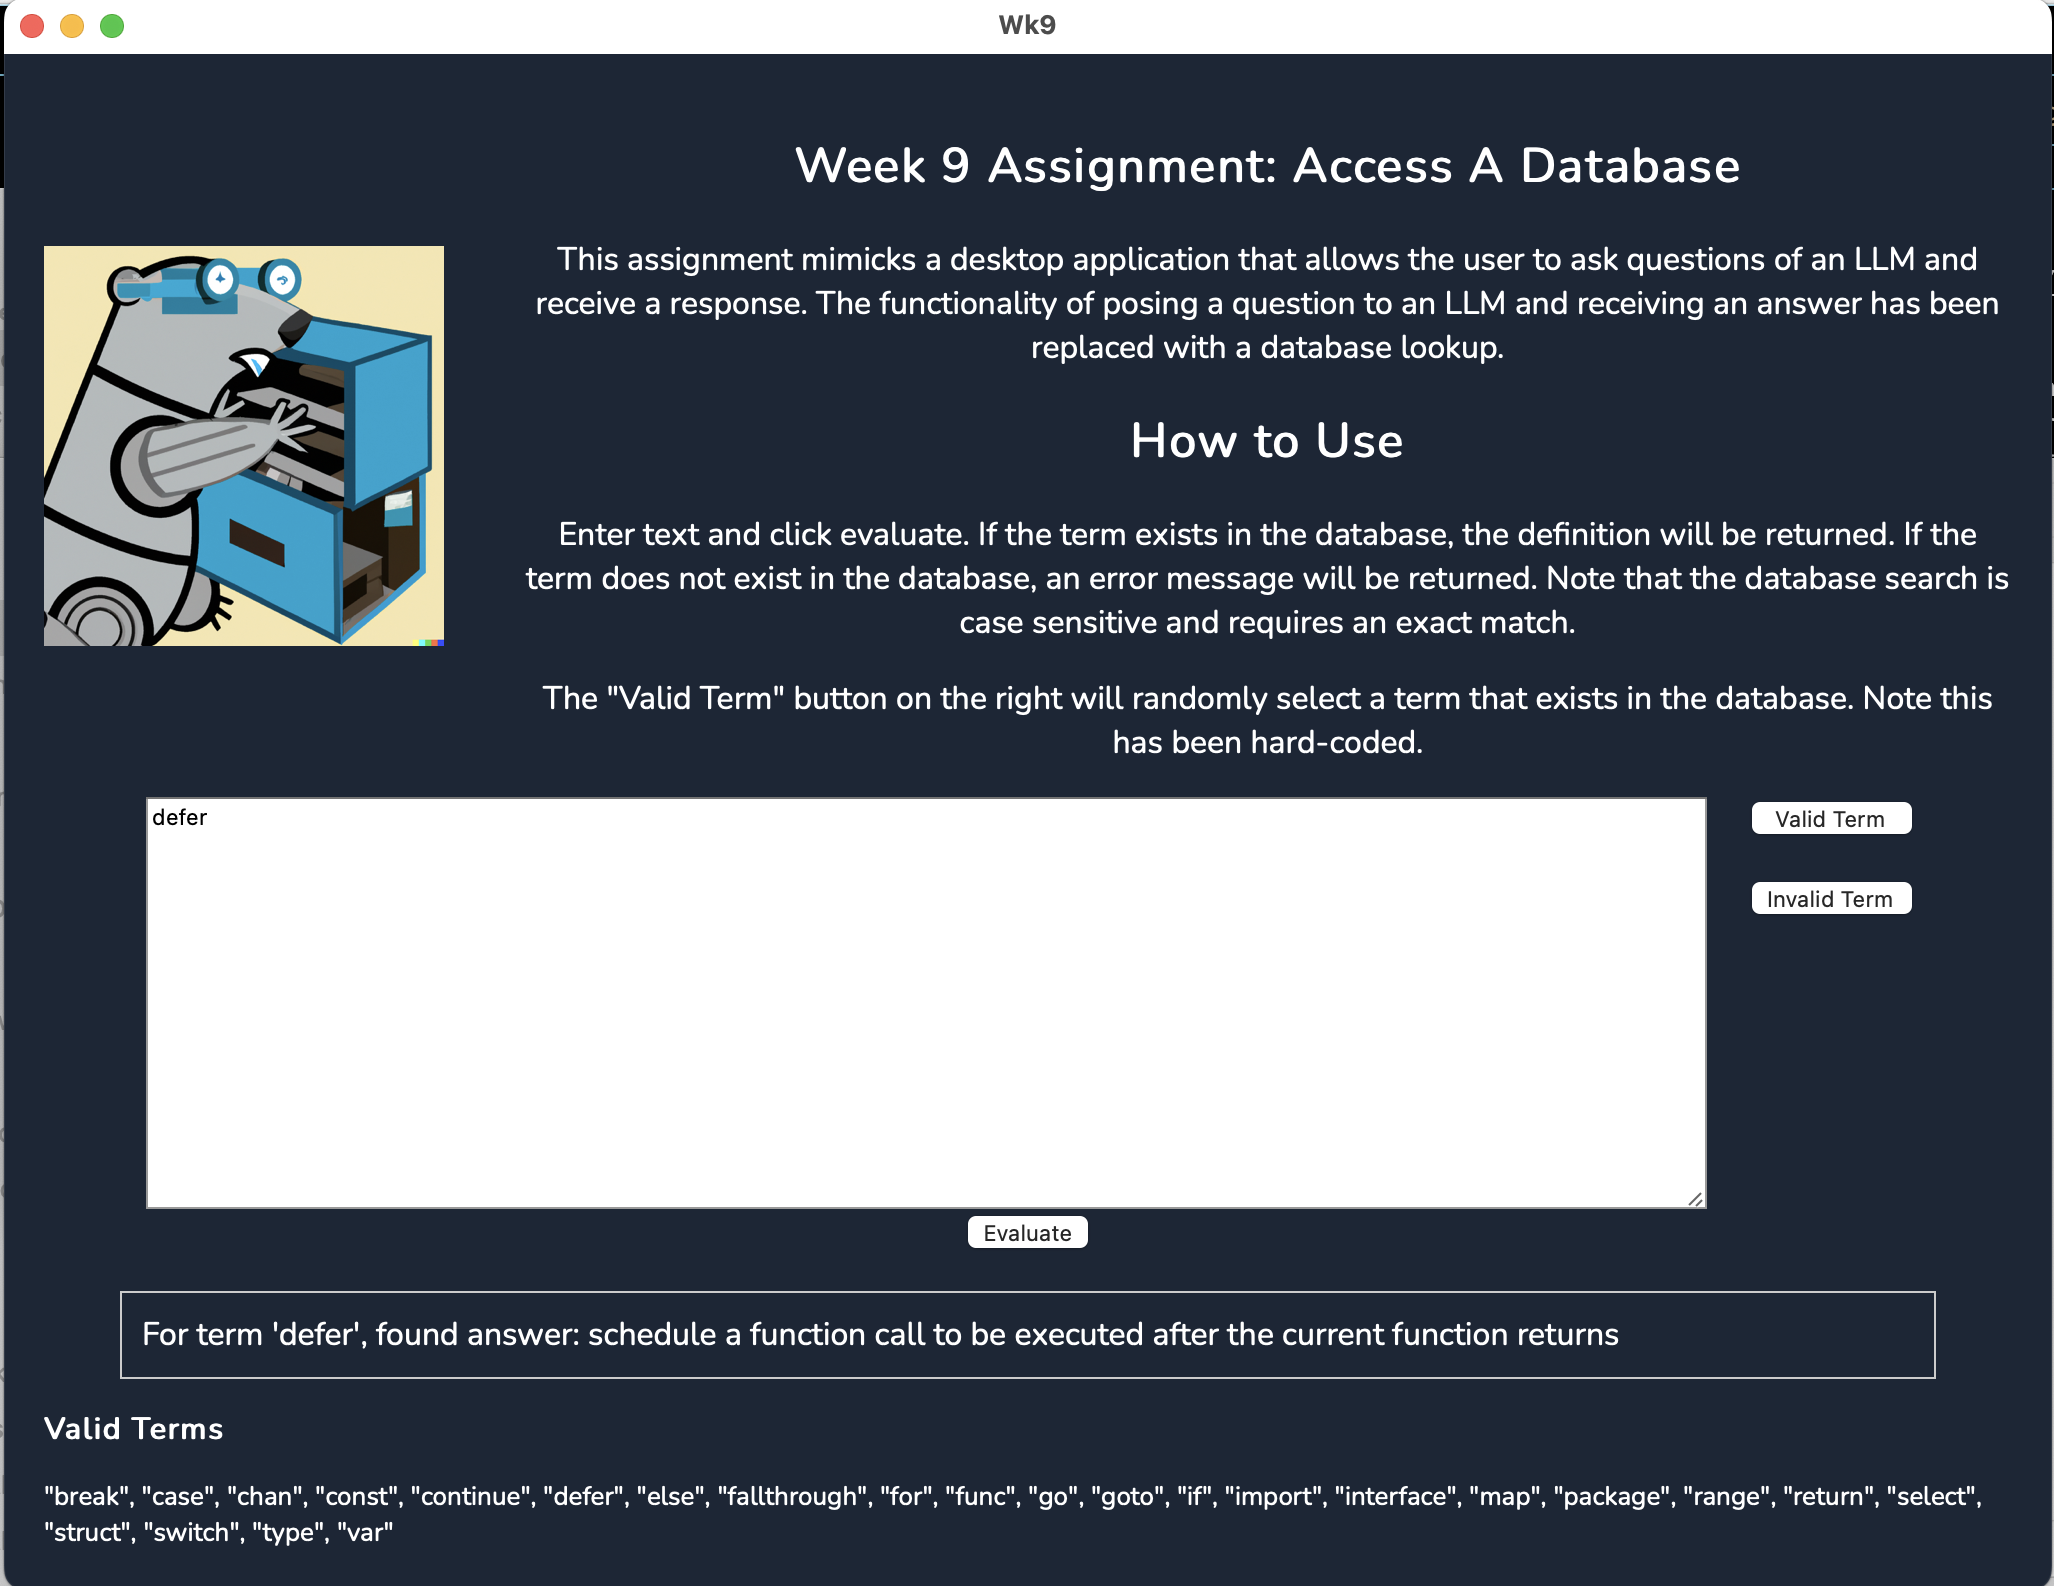 Wk9
Week 9 Assignment: Access A Database
This assignment mimicks a desktop application that allows the user to ask questions of an LLM and
receive a response. The functionality of posing a question to an LLM and receiving an answer has been
replaced with a database lookup.
How to Use
Enter text and click evaluate. If the term exists in the database, the definition will be returned. If the
term does not exist in the database, an error message will be returned. Note that the database search is
case sensitive and requires an exact match.
The "Valid Term" button on the right will randomly select a term that exists in the database. Note this
has been hard-coded.
defer
Valid Term
Invalid Term
Evaluate
For term 'defer', found answer: schedule a function call to be executed after the current function returns
Valid Terms
"break", "case", "chan", "const", "continue", "defer", "else", "fallthrough", "for", "func", "go", "goto", "if", "import", "interface", "map", "package", "range", "return", "select",
"struct", "switch", "type", "var"